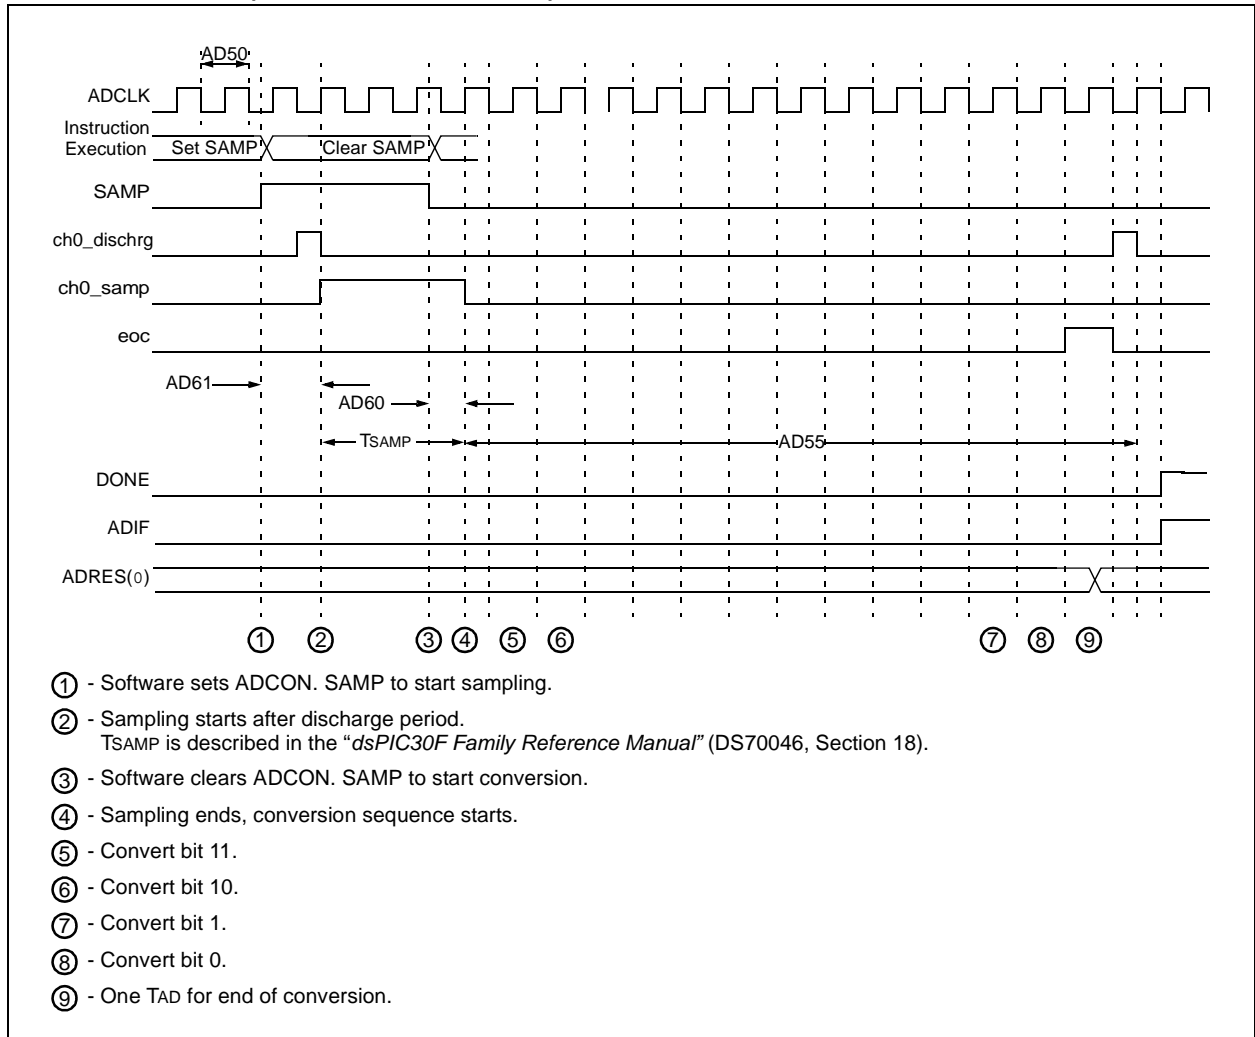 AD50
ADCLK
Instruction
Execution
Set SAMP
Clear SAMP
SAMP
ch0_dischrg
ch0_samp
eoc
AD61
AD60
TSAMP
AD55
DONE
ADIF
ADRES(0)
1 2 3 4 5 6 7 8 9
1 - Software sets ADCON. SAMP to start sampling.
2 - Sampling starts after discharge period.
TSAMP is described in the “dsPIC30F Family Reference Manual” (DS70046, Section 18).
3 - Software clears ADCON. SAMP to start conversion.
4 - Sampling ends, conversion sequence starts.
5 - Convert bit 11.
6 - Convert bit 10.
7 - Convert bit 1.
8 - Convert bit 0.
9 - One TAD for end of conversion.